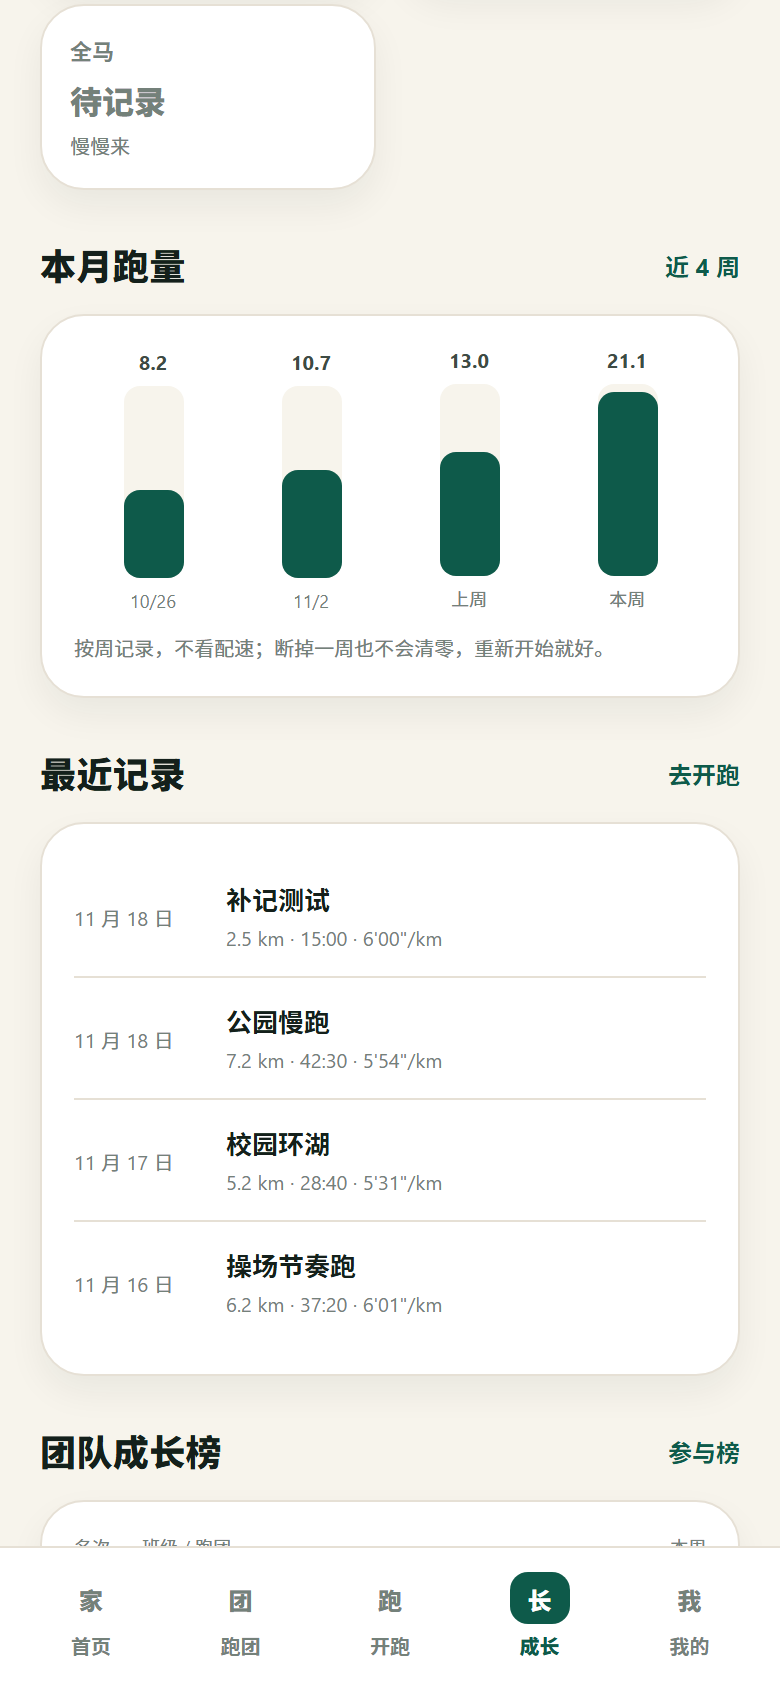 全马
待记录
慢慢来
本月跑量
近 4 周
8.2 10.7 13.0 21.1
10/26 11/2 上周 本周
按周记录，不看配速；断掉一周也不会清零，重新开始就好。
最近记录
去开跑
补记测试
11 月 18 日
2.5 km · 15:00 · 6'00"/km
公园慢跑
11 月 18 日
7.2 km · 42:30 · 5'54"/km
校园环湖
11 月 17 日
5.2 km · 28:40 · 5'31"/km
操场节奏跑
11 月 16 日
6.2 km · 37:20 · 6'01"/km
团队成长榜
参与榜
班级 / 跑团 本周
家 团 跑 长 我
首页 跑团 开跑 成长 我的